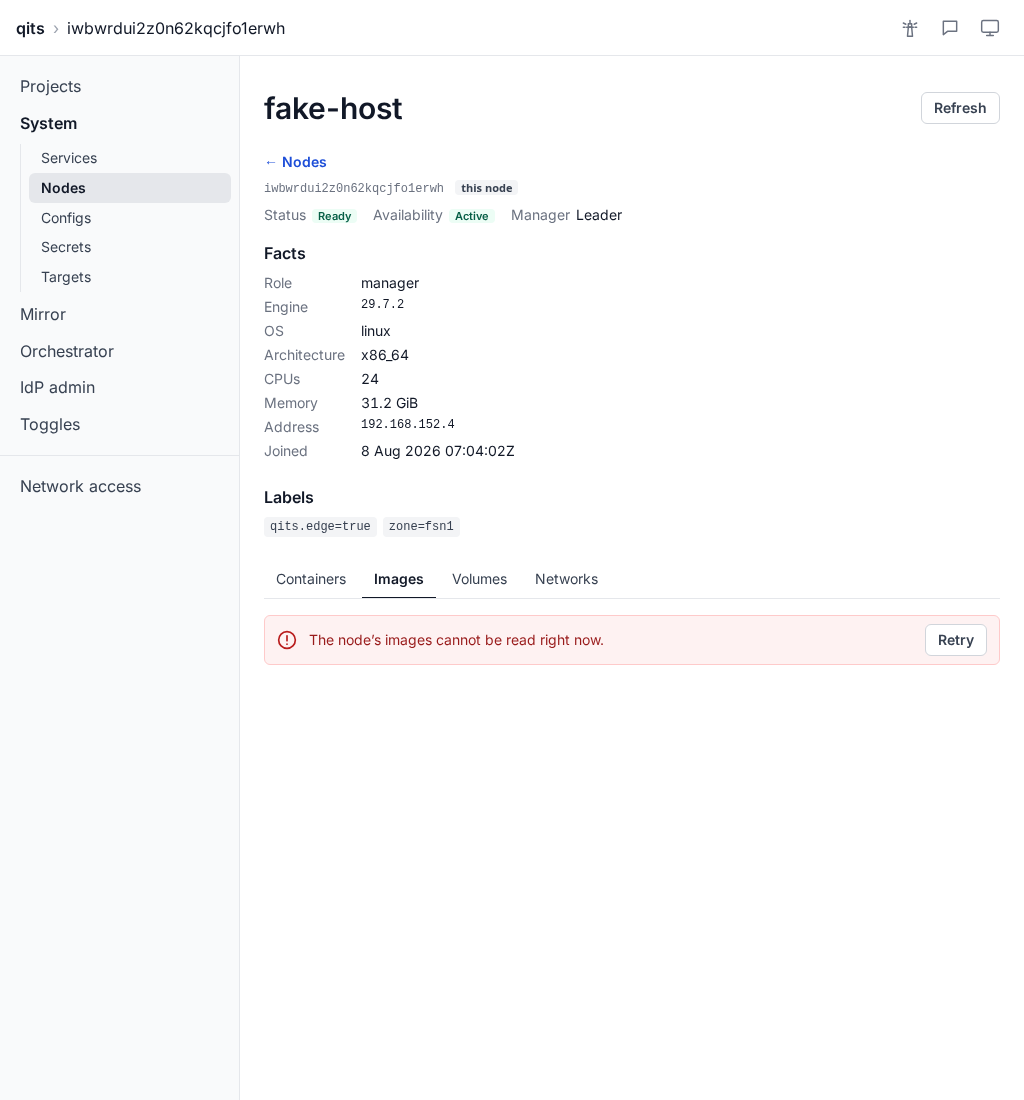 qits › iwbwrdui2z0n62kqcjfo1erwh
Projects
System
Services
Nodes
Configs
Secrets
Targets
Mirror
Orchestrator
IdP admin
Toggles
Network access
fake-host
Refresh
← Nodes
iwbwrdui2z0n62kqcjfo1erwh this node
Status Ready Availability Active Manager Leader
Facts
Role manager
Engine 29.7.2
OS linux
Architecture x86_64
CPUs 24
Memory 31.2 GiB
Address 192.168.152.4
Joined 8 Aug 2026 07:04:02Z
Labels
qits.edge=true zone=fsn1
Containers Images Volumes Networks
The node’s images cannot be read right now. Retry